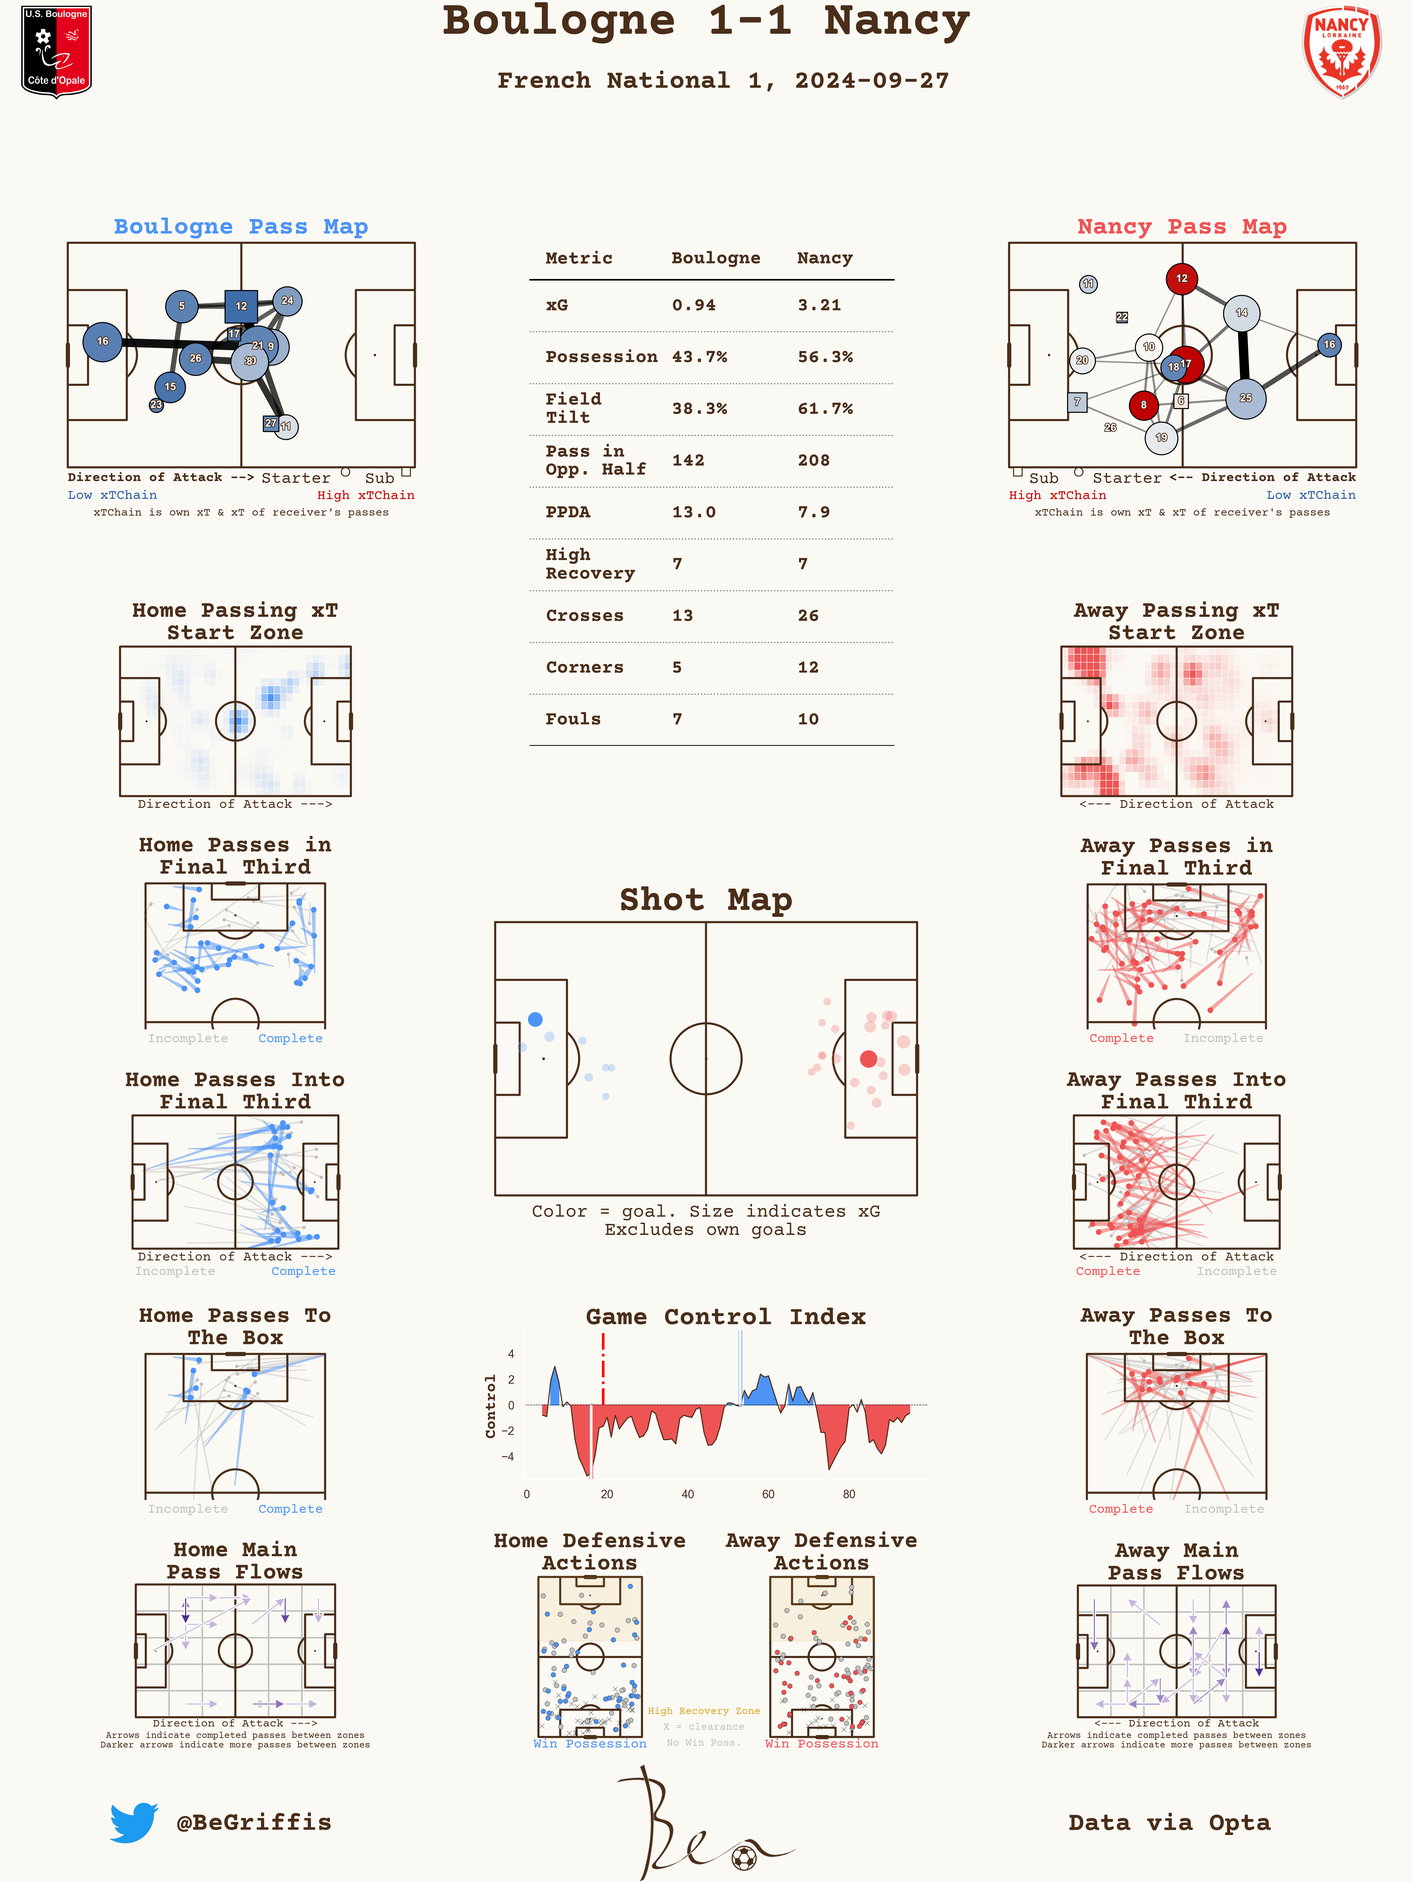 Boulogne 1-1 Nancy
French National 1, 2024-09-27
U.S. Boulogne
Côte d'Opale
NANCY
LORRAINE
1967
Boulogne Pass Map
5
12
24
17
16
21
9
26
15
23
27
11
Direction of Attack --> Starter Sub
Low xTChain High xTChain
xTChain is own xT & xT of receiver's passes
Metric Boulogne Nancy
xG 0.94 3.21
Possession 43.7% 56.3%
Field
Tilt 38.3% 61.7%
Pass in
Opp. Half 142 208
PPDA 13.0 7.9
High
Recovery 7 7
Crosses 13 26
Corners 5 12
Fouls 7 10
Nancy Pass Map
12
11
22
14
10
16
20
18
17
7
8
6
25
26
19
Sub Starter <-- Direction of Attack
High xTChain Low xTChain
xTChain is own xT & xT of receiver's passes
Home Passing xT
Start Zone
Direction of Attack --->
Away Passing xT
Start Zone
<--- Direction of Attack
Home Passes in
Final Third
Incomplete Complete
Away Passes in
Final Third
Complete Incomplete
Shot Map
Color = goal. Size indicates xG
Excludes own goals
Home Passes Into
Final Third
Direction of Attack --->
Incomplete Complete
Away Passes Into
Final Third
<--- Direction of Attack
Complete Incomplete
Home Passes To
The Box
Incomplete Complete
Game Control Index
Control
4
2
0
−2
−4
0 20 40 60 80
Away Passes To
The Box
Complete Incomplete
Home Main
Pass Flows
Direction of Attack --->
Arrows indicate completed passes between zones
Darker arrows indicate more passes between zones
Home Defensive
Actions
Win Possession
Away Defensive
Actions
Win Possession
High Recovery Zone
X = clearance
No Win Poss.
Away Main
Pass Flows
<--- Direction of Attack
Arrows indicate completed passes between zones
Darker arrows indicate more passes between zones
@BeGriffis
Ben
Data via Opta